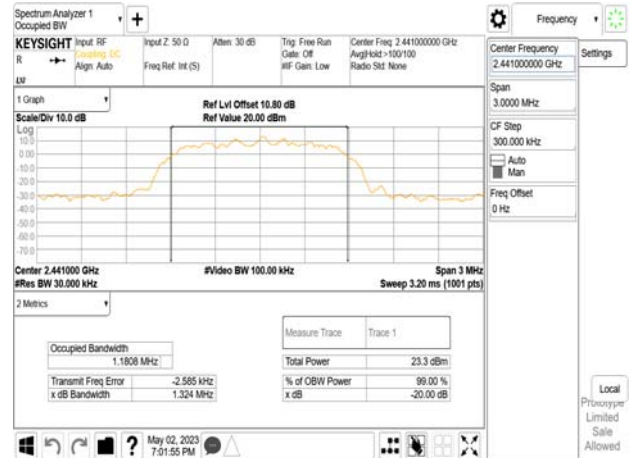 Spectrum Analyzer 1
Occupied BW
Frequency
KEYSIGHT
R
Input: RF
Coupling: DC
Align: Auto
Input Z: 50 Ω
Freq Ref: Int (S)
Atten: 30 dB
Trig: Free Run
Gate: Off
#IF Gain: Low
Center Freq: 2.441000000 GHz
Avg|Hold:>100/100
Radio Std: None
LU
Center Frequency
2.441000000 GHz
Settings
Span
3.0000 MHz
CF Step
300.000 kHz
Auto
Man
Freq Offset
0 Hz
1 Graph
Scale/Div 10.0 dB
Ref Lvl Offset 10.80 dB
Ref Value 20.00 dBm
Log
10.0
0.00
-10.0
-20.0
-30.0
-40.0
-50.0
-60.0
-70.0
Center 2.441000 GHz
#Video BW 100.00 kHz
Span 3 MHz
#Res BW 30.000 kHz
Sweep 3.20 ms (1001 pts)
2 Metrics
Measure Trace
Trace 1
Occupied Bandwidth
1.1808 MHz
Total Power
23.3 dBm
Transmit Freq Error
-2.585 kHz
% of OBW Power
99.00 %
x dB Bandwidth
1.324 MHz
x dB
-20.00 dB
Local
Prototype
Limited
Sale
Allowed
May 02, 2023
7:01:55 PM